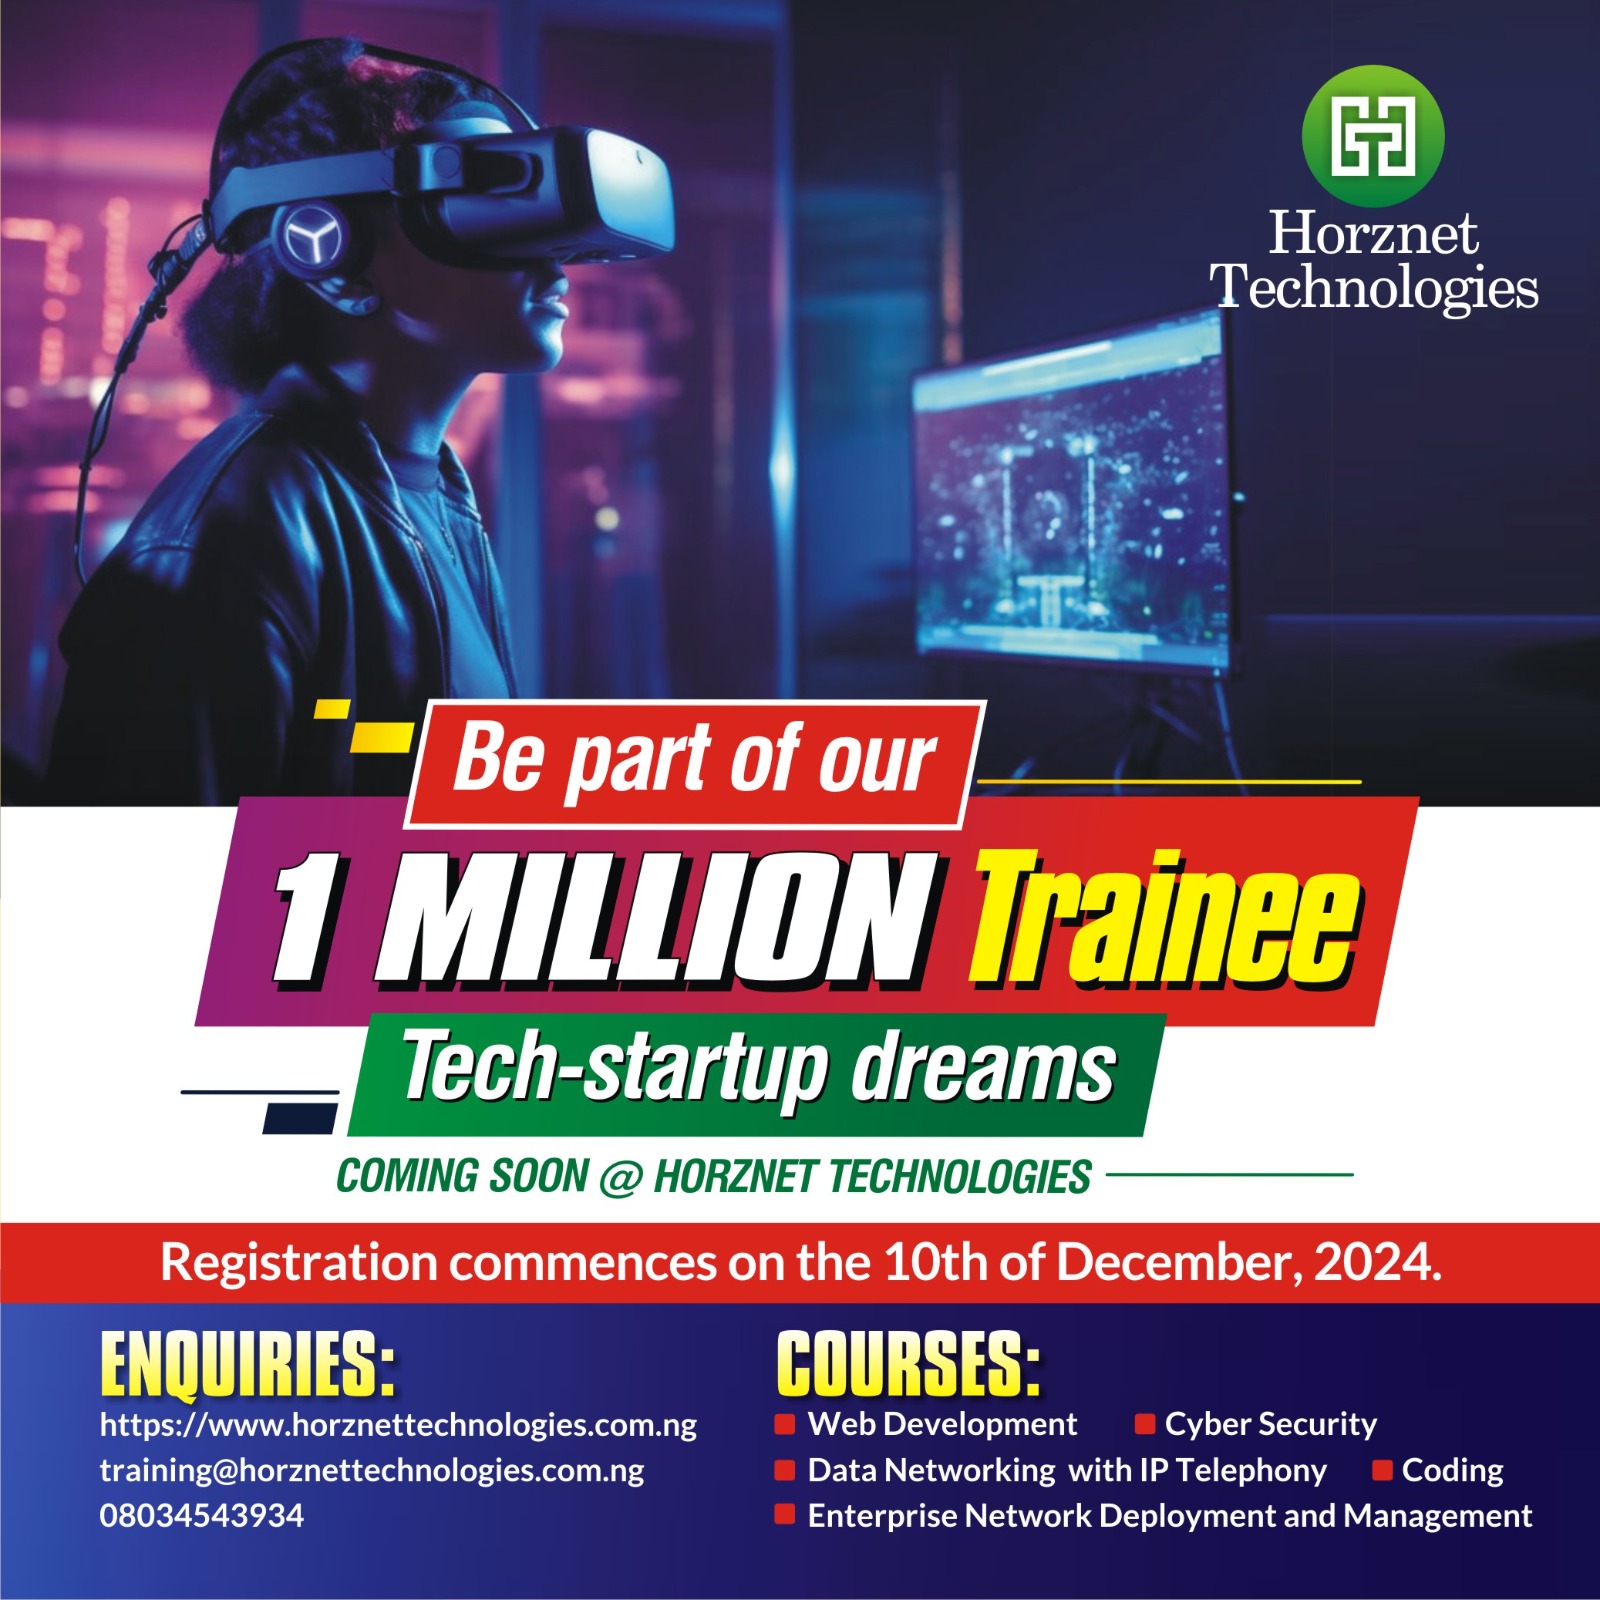 Horznet
Technologies
Be part of our
1 MILLION Trainee
Tech-startup dreams
COMING SOON @ HORZNET TECHNOLOGIES
Registration commences on the 10th of December, 2024.
ENQUIRIES:
https://www.horznettechnologies.com.ng
training@horznettechnologies.com.ng
08034543934
COURSES:
Web Development
Cyber Security
Data Networking with IP Telephony
Coding
Enterprise Network Deployment and Management